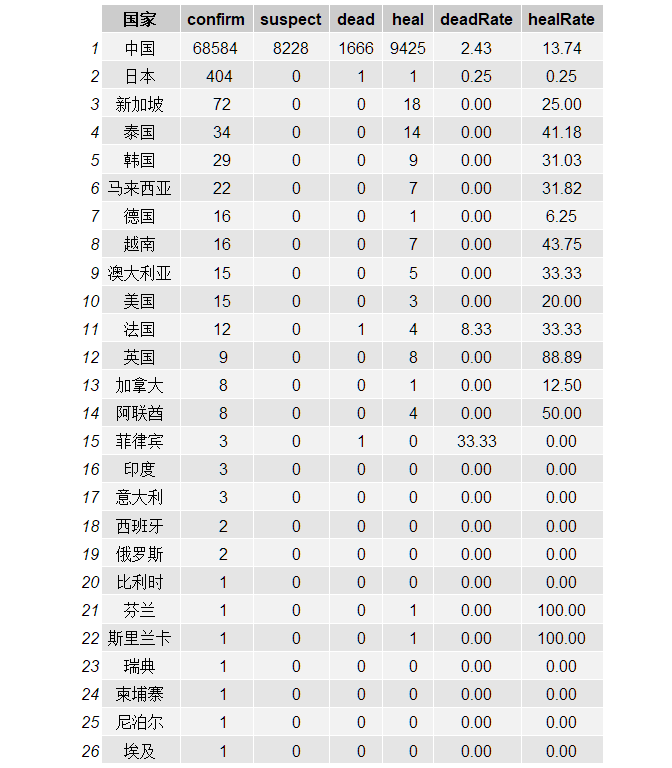 国家 confirm suspect dead heal deadRate healRate
1 中国 68584 8228 1666 9425 2.43 13.74
2 日本 404 0 1 1 0.25 0.25
3 新加坡 72 0 0 18 0.00 25.00
4 泰国 34 0 0 14 0.00 41.18
5 韩国 29 0 0 9 0.00 31.03
6 马来西亚 22 0 0 7 0.00 31.82
7 德国 16 0 0 1 0.00 6.25
8 越南 16 0 0 7 0.00 43.75
9 澳大利亚 15 0 0 5 0.00 33.33
10 美国 15 0 0 3 0.00 20.00
11 法国 12 0 1 4 8.33 33.33
12 英国 9 0 0 8 0.00 88.89
13 加拿大 8 0 0 1 0.00 12.50
14 阿联酋 8 0 0 4 0.00 50.00
15 菲律宾 3 0 1 0 33.33 0.00
16 印度 3 0 0 0 0.00 0.00
17 意大利 3 0 0 0 0.00 0.00
18 西班牙 2 0 0 0 0.00 0.00
19 俄罗斯 2 0 0 0 0.00 0.00
20 比利时 1 0 0 0 0.00 0.00
21 芬兰 1 0 0 1 0.00 100.00
22 斯里兰卡 1 0 0 1 0.00 100.00
23 瑞典 1 0 0 0 0.00 0.00
24 柬埔寨 1 0 0 0 0.00 0.00
25 尼泊尔 1 0 0 0 0.00 0.00
26 埃及 1 0 0 0 0.00 0.00